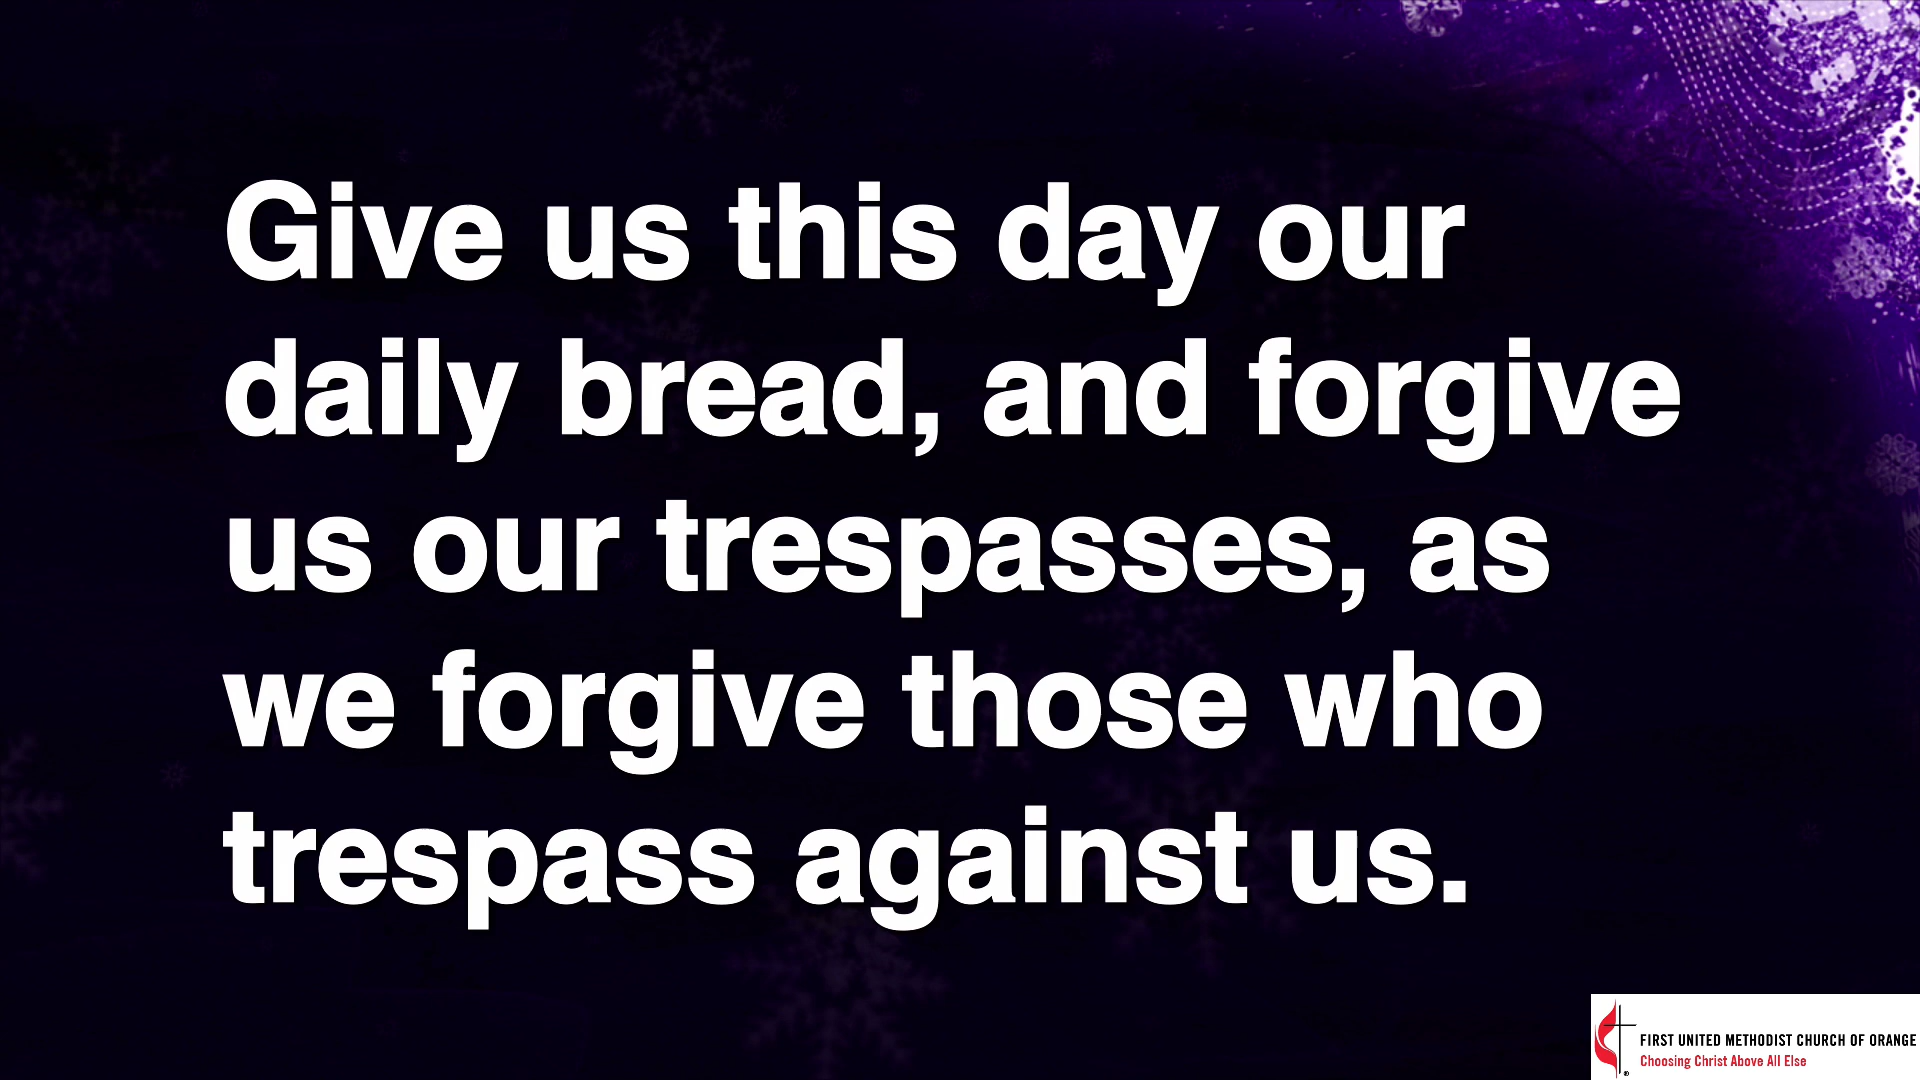 Give us this day our
daily bread, and forgive
us our trespasses, as
we forgive those who
trespass against us.
FIRST UNITED METHODIST CHURCH OF ORANGE
Choosing Christ Above All Else